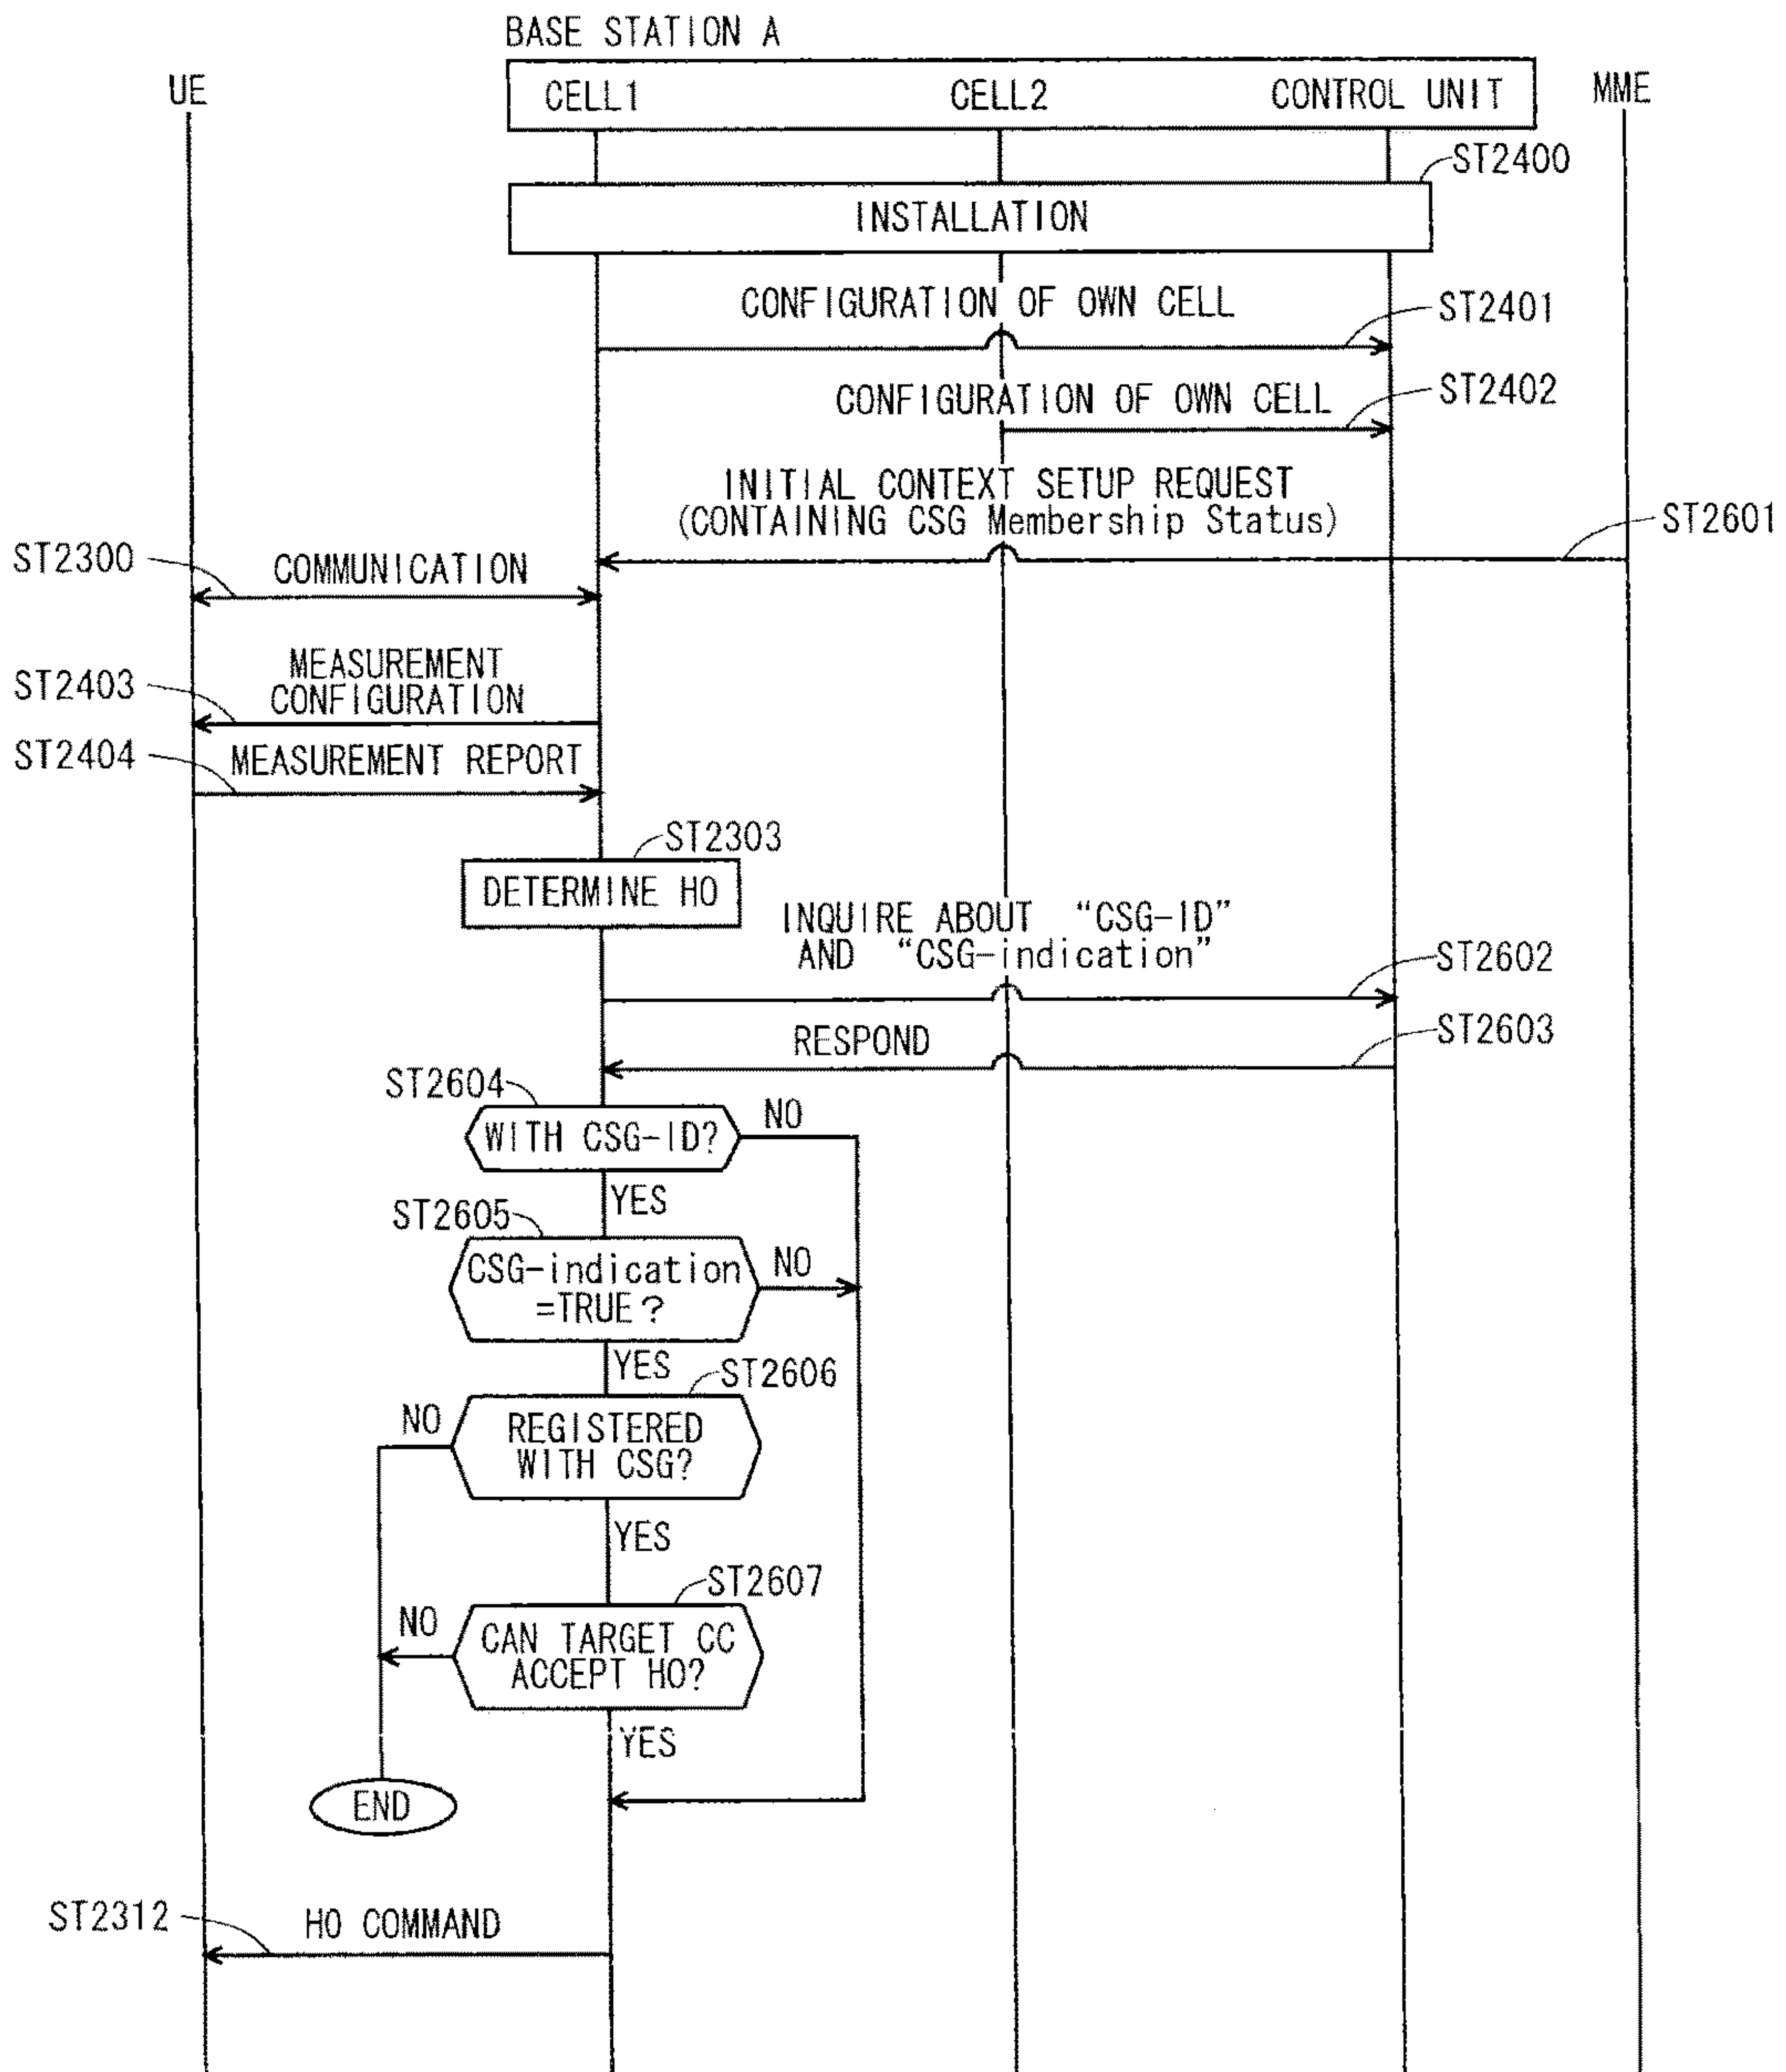 BASE STATION A
UE
CELL1
CELL2
CONTROL UNIT
MME
ST2400
INSTALLATION
CONFIGURATION OF OWN CELL
ST2401
CONFIGURATION OF OWN CELL
ST2402
INITIAL CONTEXT SETUP REQUEST
(CONTAINING CSG Membership Status)
ST2601
ST2300
COMMUNICATION
MEASUREMENT
CONFIGURATION
ST2403
ST2404
MEASUREMENT REPORT
ST2303
DETERMINE HO
INQUIRE ABOUT “CSG-ID”
AND “CSG-indication”
ST2602
RESPOND
ST2603
ST2604
WITH CSG-ID?
NO
YES
ST2605
CSG-indication
=TRUE?
NO
YES
ST2606
NO
REGISTERED
WITH CSG?
YES
ST2607
NO
CAN TARGET CC
ACCEPT HO?
YES
END
ST2312
HO COMMAND